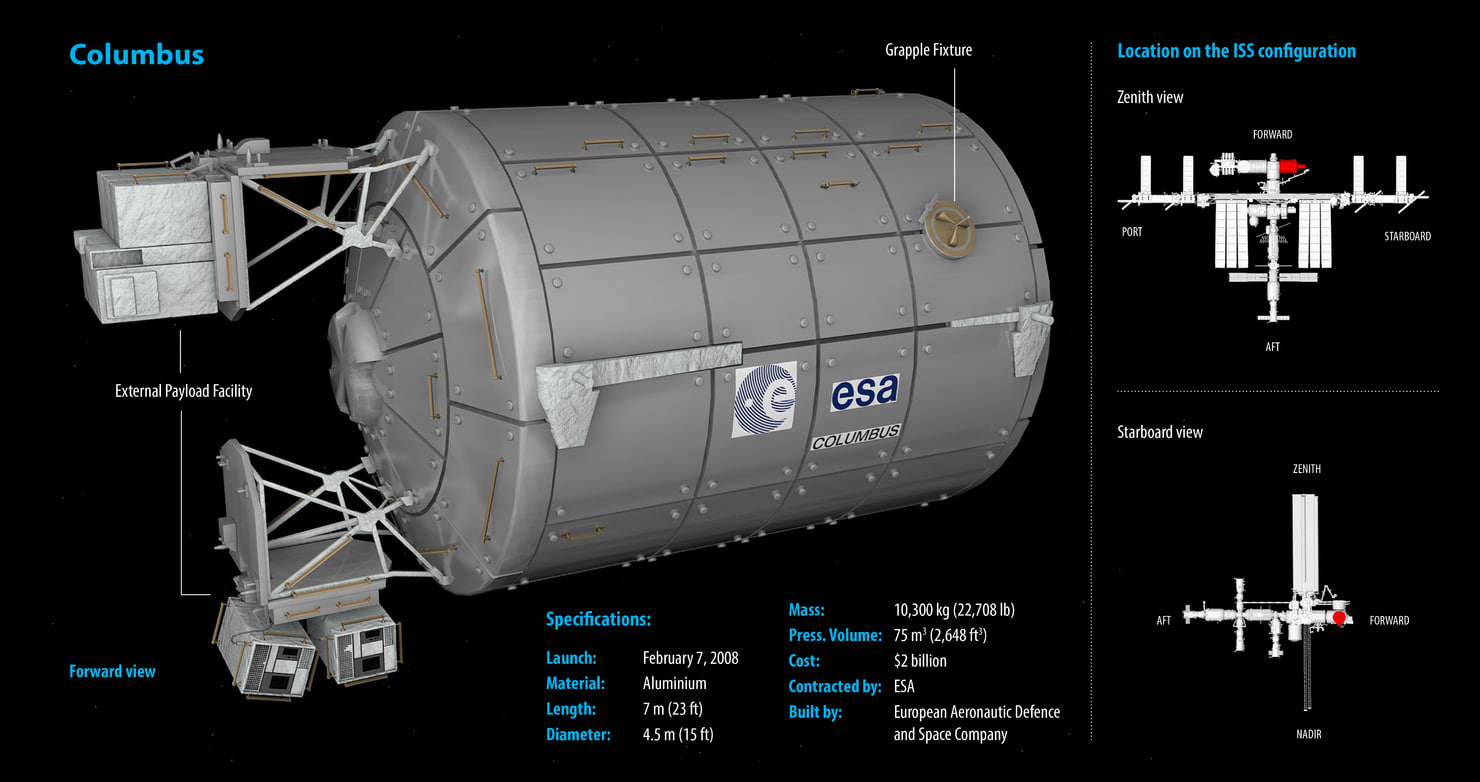 Columbus
Grapple Fixture
External Payload Facility
esa
COLUMBUS
Forward view
Specifications:
Launch: February 7, 2008
Material: Aluminium
Length: 7 m (23 ft)
Diameter: 4.5 m (15 ft)
Mass: 10,300 kg (22,708 lb)
Press. Volume: 75 m³ (2,648 ft³)
Cost: $2 billion
Contracted by: ESA
Built by: European Aeronautic Defence
and Space Company
Location on the ISS configuration
Zenith view
FORWARD
PORT
STARBOARD
AFT
Starboard view
ZENITH
AFT
FORWARD
NADIR